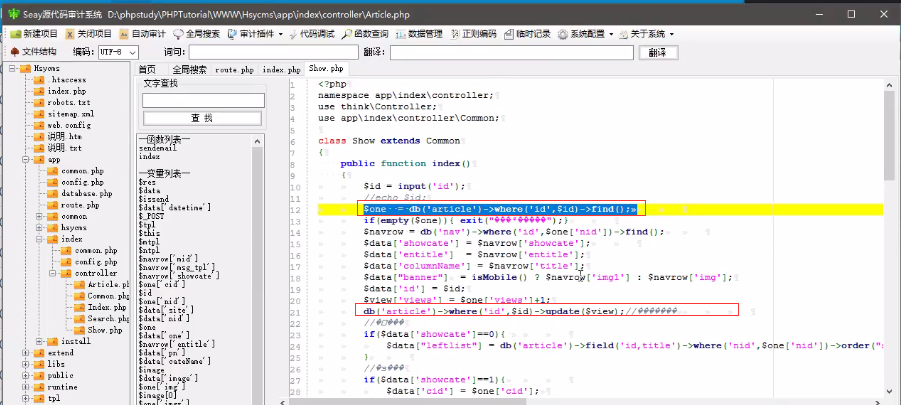 Seay源代码审计系统 D:\phpstudy\PHPTutorial\WWW\Hsycms\app\index\controller\Article.php
新建项目 关闭项目 自动审计 全局搜索 审计插件 代码调试 函数查询 数据管理 正则编码 临时记录 系统配置 关于系统
文件结构 编码: UTF-8 词句: 翻译: 翻译
首页 全局搜索 route.php index.php Show.php
Hsycms
.htaccess
index.php
robots.txt
sitemap.xml
web.config
说明.htm
说明.txt
app
common.php
config.php
database.php
route.php
common
hsycms
index
common.php
config.php
controller
Article.p
Common.ph
Index.php
Search.ph
Show.php
install
extend
libs
public
runtime
tpl
文字查找
查 找
—函数列表—
sendemail
index
—变量列表—
$res
$data
$issend
$data['datetime']
$_POST
$tpl
$this
$mtpl
$ntpl
$navrow['nid']
$navrow['msg_tpl']
$navrow['showcate']
$one['cid']
$id
$one['nid']
$data['site']
$data['nid']
$one
$data['one']
$navrow['entitle']
$data['pn']
$data['cateName']
$image
$data['image']
$one['img']
$image[0]
1 <?php
2 namespace app\index\controller;
3 use think\Controller;
4 use app\index\controller\Common;
5
6 class Show extends Common
7 {
8 public function index()
9 {
10 $id = input('id');
11 //echo $id;
12 $one = db('article')->where('id',$id)->find();
13 if(empty($one)){ exit("
14 $navrow = db('nav')->where('id',$one['nid'])->find();
15 $data['showcate'] = $navrow['showcate'];
16 $data['entitle'] = $navrow['entitle'];
17 $data['columnName'] = $navrow['title'];
18 $data["banner"] = isMobile() ? $navrow['img1'] : $navrow['img'];
19 $data['id'] = $id;
20 $view['views'] = $one['views']+1;
21 db('article')->where('id',$id)->update($view);//�������
22
23 if($data['showcate']==0){
24 $data["leftlist"] = db('article')->field('id,title')->where('nid',$one['nid'])->order("s
25 }
26
27 if($data['showcate']==1){
28 $data['cid'] = $one['cid'];